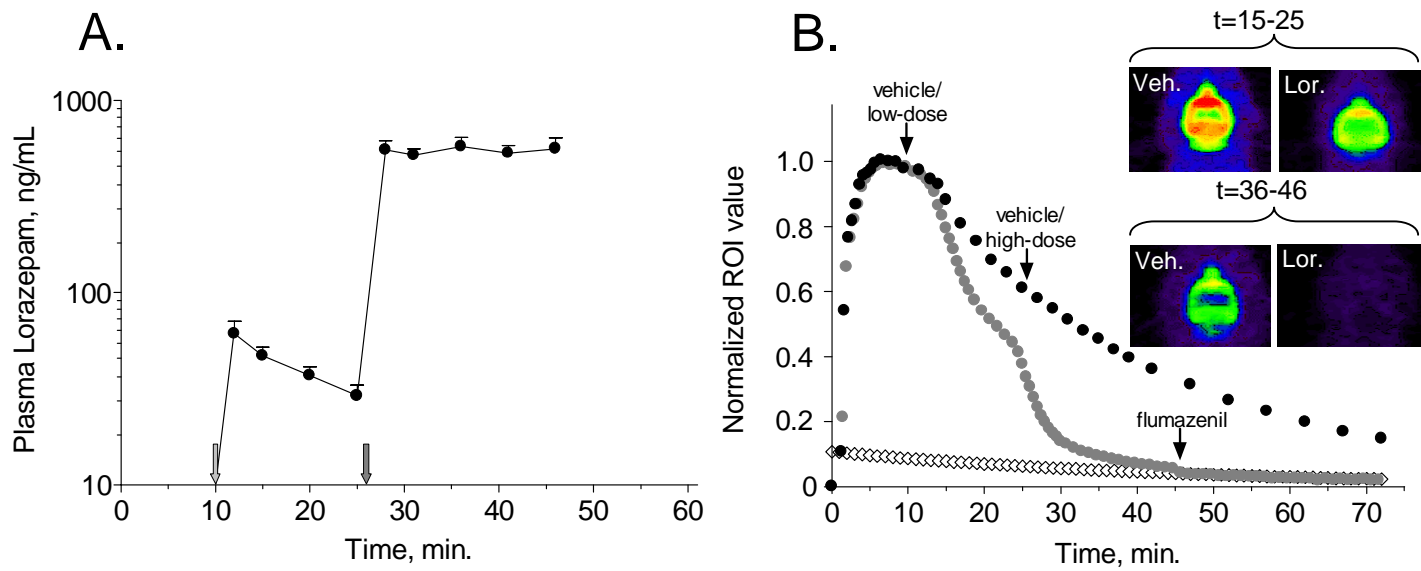 A.
Plasma Lorazepam, ng/mL
1000
100
10
0 10 20 30 40 50 60
Time, min.
B.
Normalized ROI value
1.0
0.8
0.6
0.4
0.2
0
0 10 20 30 40 50 60 70
Time, min.
vehicle/
low-dose
vehicle/
high-dose
flumazenil
t=15-25
Veh. Lor.
t=36-46
Veh. Lor.